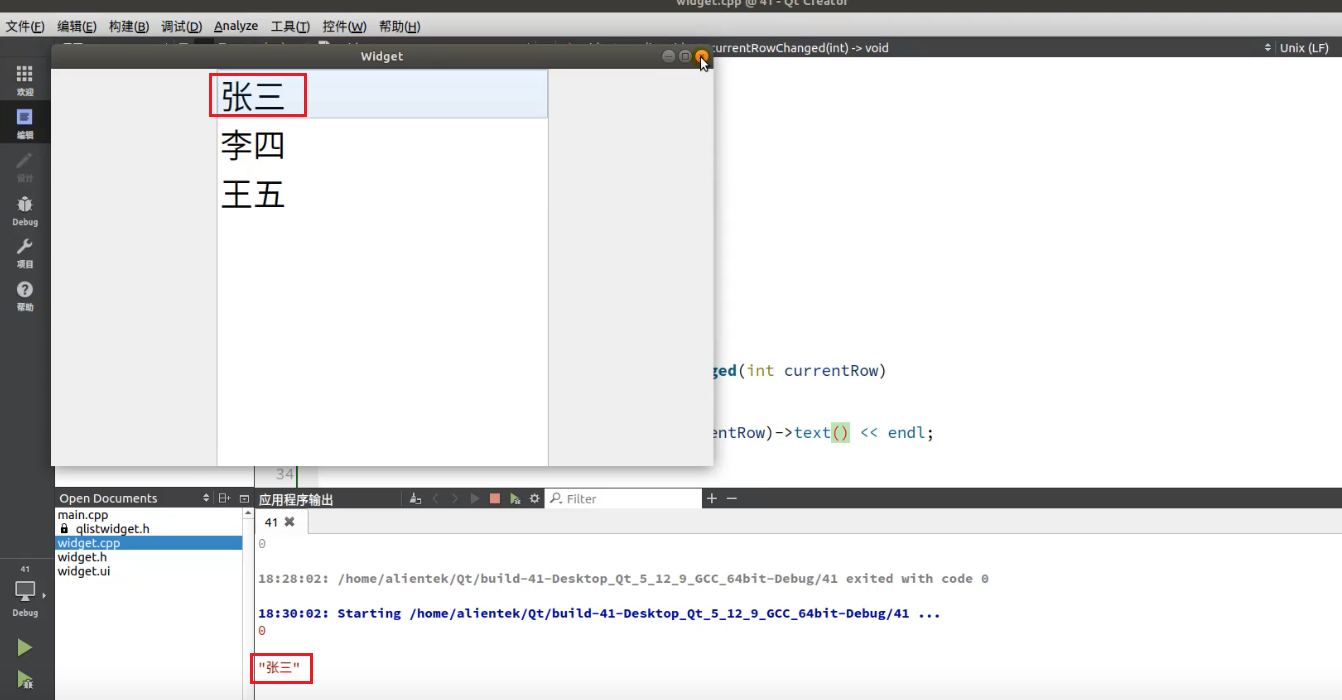 widget.cpp @ 41 - Qt Creator
文件(F) 编辑(E) 构建(B) 调试(D) Analyze 工具(T) 控件(W) 帮助(H)
Widget
currentRowChanged(int) -> void
Unix (LF)
欢迎
编辑
设计
Debug
项目
帮助
张三
李四
王五
ged(int currentRow)
entRow)->text() << endl;
34
Open Documents
main.cpp
qlistwidget.h
widget.cpp
widget.h
widget.ui
应用程序输出
Filter
41
0
18:28:02: /home/alientek/Qt/build-41-Desktop_Qt_5_12_9_GCC_64bit-Debug/41 exited with code 0
18:30:02: Starting /home/alientek/Qt/build-41-Desktop_Qt_5_12_9_GCC_64bit-Debug/41 ...
0
"张三"
41
Debug